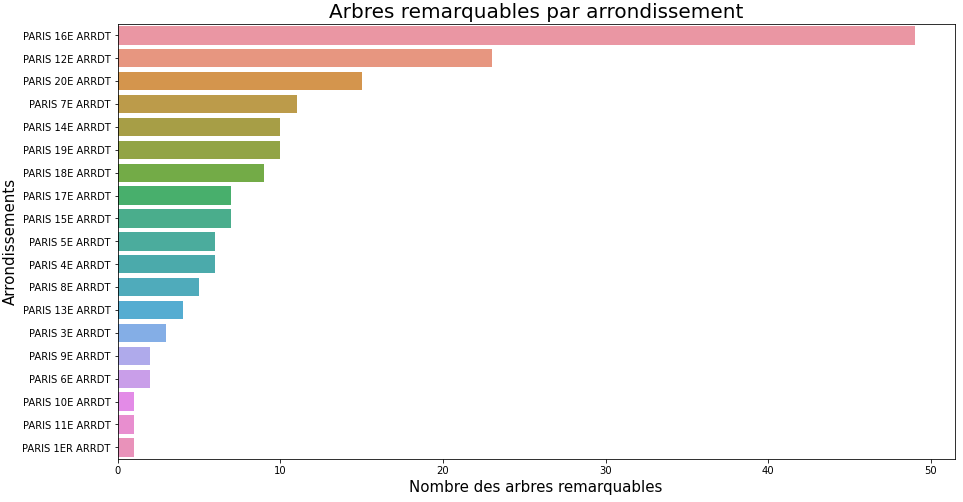 Arbres remarquables par arrondissement
Arrondissements
PARIS 16E ARRDT
PARIS 12E ARRDT
PARIS 20E ARRDT
PARIS 7E ARRDT
PARIS 14E ARRDT
PARIS 19E ARRDT
PARIS 18E ARRDT
PARIS 17E ARRDT
PARIS 15E ARRDT
PARIS 5E ARRDT
PARIS 4E ARRDT
PARIS 8E ARRDT
PARIS 13E ARRDT
PARIS 3E ARRDT
PARIS 9E ARRDT
PARIS 6E ARRDT
PARIS 10E ARRDT
PARIS 11E ARRDT
PARIS 1ER ARRDT
0 10 20 30 40 50
Nombre des arbres remarquables